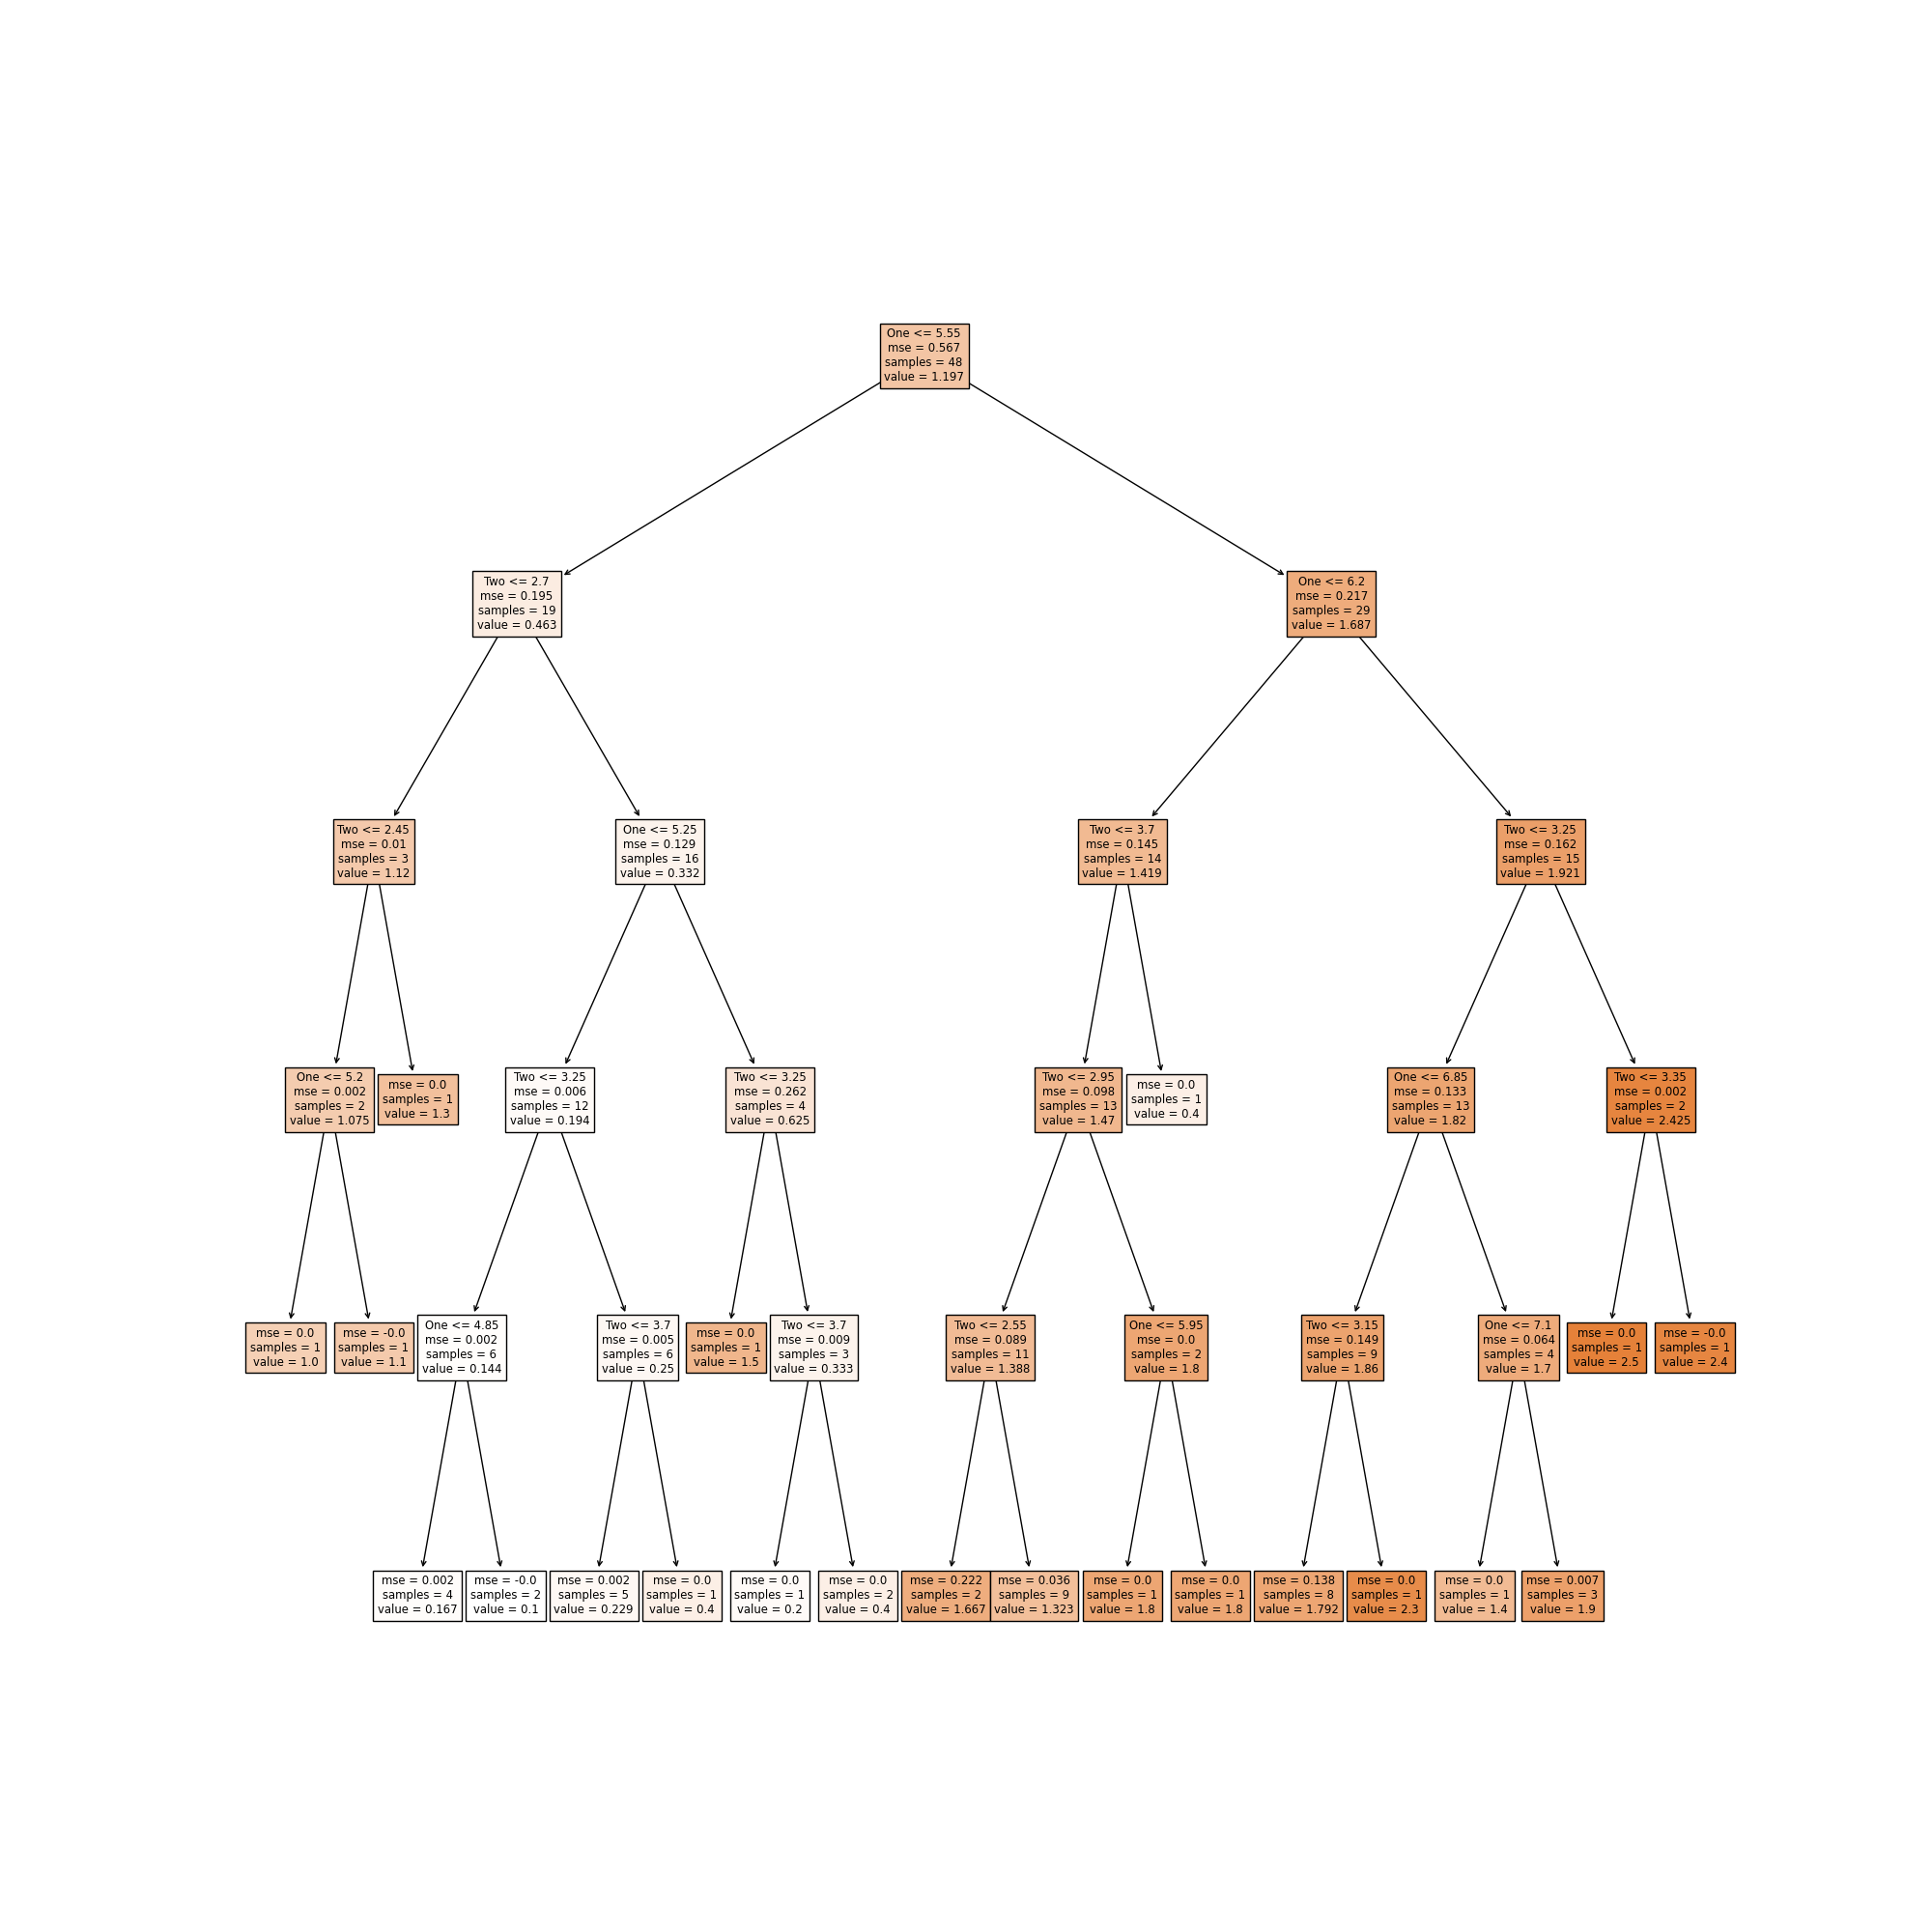 One <= 5.55
mse = 0.567
samples = 48
value = 1.197
Two <= 2.7
mse = 0.195
samples = 19
value = 0.463
One <= 6.2
mse = 0.217
samples = 29
value = 1.687
Two <= 2.45
mse = 0.01
samples = 3
value = 1.12
One <= 5.25
mse = 0.129
samples = 16
value = 0.332
Two <= 3.7
mse = 0.145
samples = 14
value = 1.419
Two <= 3.25
mse = 0.162
samples = 15
value = 1.921
One <= 5.2
mse = 0.002
samples = 2
value = 1.075
mse = 0.0
samples = 1
value = 1.3
Two <= 3.25
mse = 0.006
samples = 12
value = 0.194
Two <= 3.25
mse = 0.262
samples = 4
value = 0.625
Two <= 2.95
mse = 0.098
samples = 13
value = 1.47
mse = 0.0
samples = 1
value = 0.4
One <= 6.85
mse = 0.133
samples = 13
value = 1.82
Two <= 3.35
mse = 0.002
samples = 2
value = 2.425
mse = 0.0
samples = 1
value = 1.0
mse = -0.0
samples = 1
value = 1.1
One <= 4.85
mse = 0.002
samples = 6
value = 0.144
Two <= 3.7
mse = 0.005
samples = 6
value = 0.25
mse = 0.0
samples = 1
value = 1.5
Two <= 3.7
mse = 0.009
samples = 3
value = 0.333
Two <= 2.55
mse = 0.089
samples = 11
value = 1.388
One <= 5.95
mse = 0.0
samples = 2
value = 1.8
Two <= 3.15
mse = 0.149
samples = 9
value = 1.86
One <= 7.1
mse = 0.064
samples = 4
value = 1.7
mse = 0.0
samples = 1
value = 2.5
mse = -0.0
samples = 1
value = 2.4
mse = 0.002
samples = 4
value = 0.167
mse = -0.0
samples = 2
value = 0.1
mse = 0.002
samples = 5
value = 0.229
mse = 0.0
samples = 1
value = 0.4
mse = 0.0
samples = 1
value = 0.2
mse = 0.0
samples = 2
value = 0.4
mse = 0.222
samples = 2
value = 1.667
mse = 0.036
samples = 9
value = 1.323
mse = 0.0
samples = 1
value = 1.8
mse = 0.0
samples = 1
value = 1.8
mse = 0.138
samples = 8
value = 1.792
mse = 0.0
samples = 1
value = 2.3
mse = 0.0
samples = 1
value = 1.4
mse = 0.007
samples = 3
value = 1.9